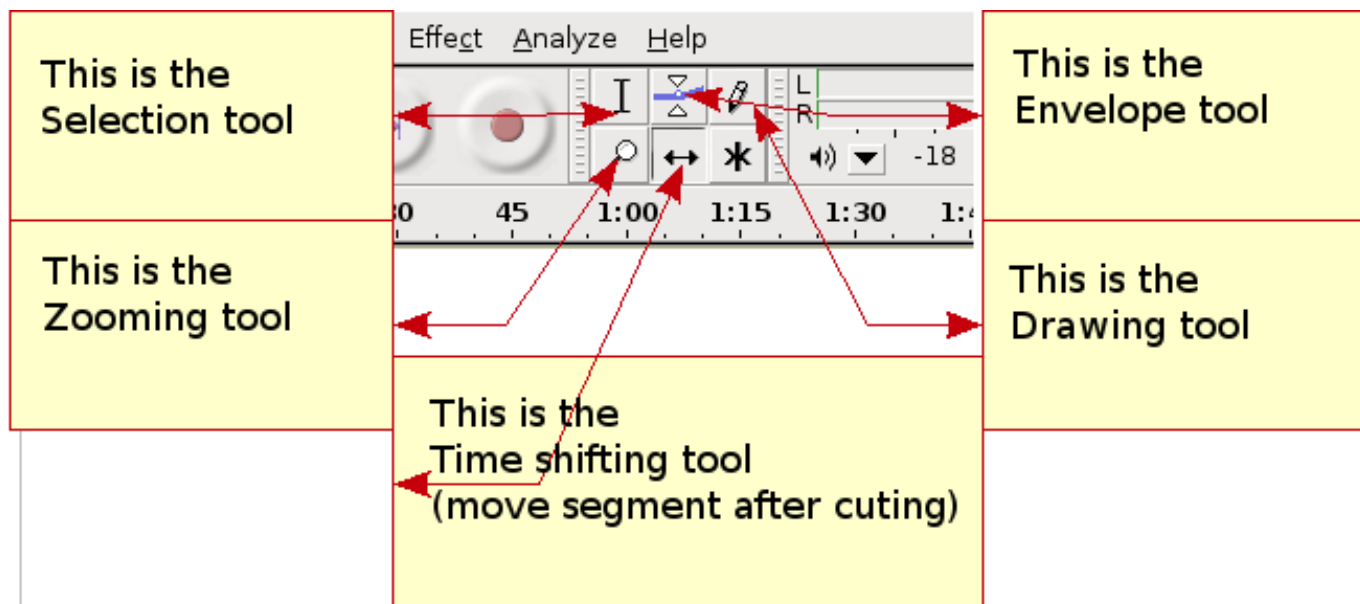 Effect Analyze Help
This is the
Selection tool
This is the
Envelope tool
L
R
-18
45 1:00 1:15 1:30
This is the
Zooming tool
This is the
Drawing tool
This is the
Time shifting tool
(move segment after cuting)